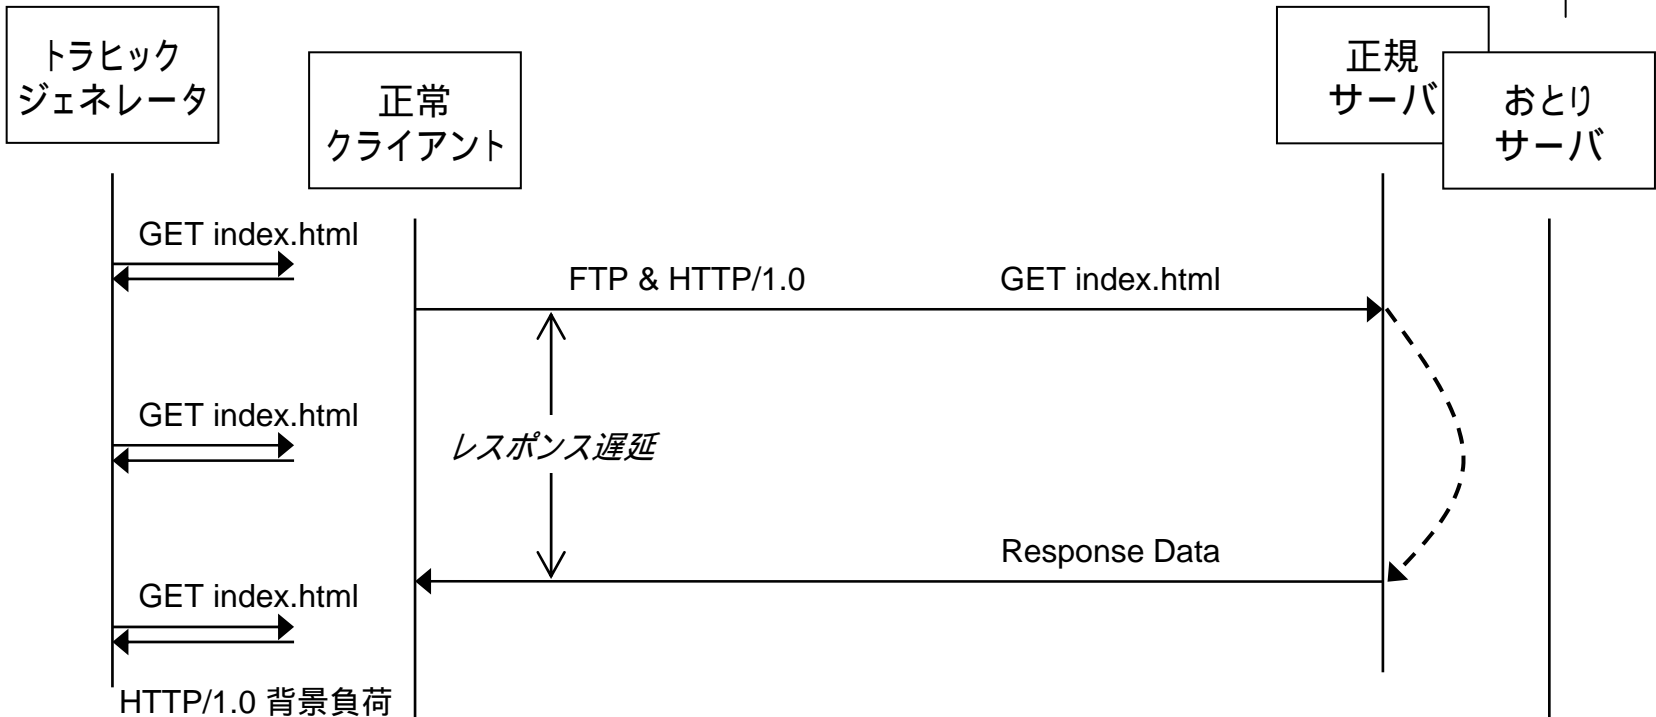 トラヒック
ジェネレータ
正常
クライアント
正規
サーバ
おとり
サーバ
GET index.html
FTP & HTTP/1.0
GET index.html
GET index.html
レスポンス遅延
Response Data
GET index.html
HTTP/1.0 背景負荷